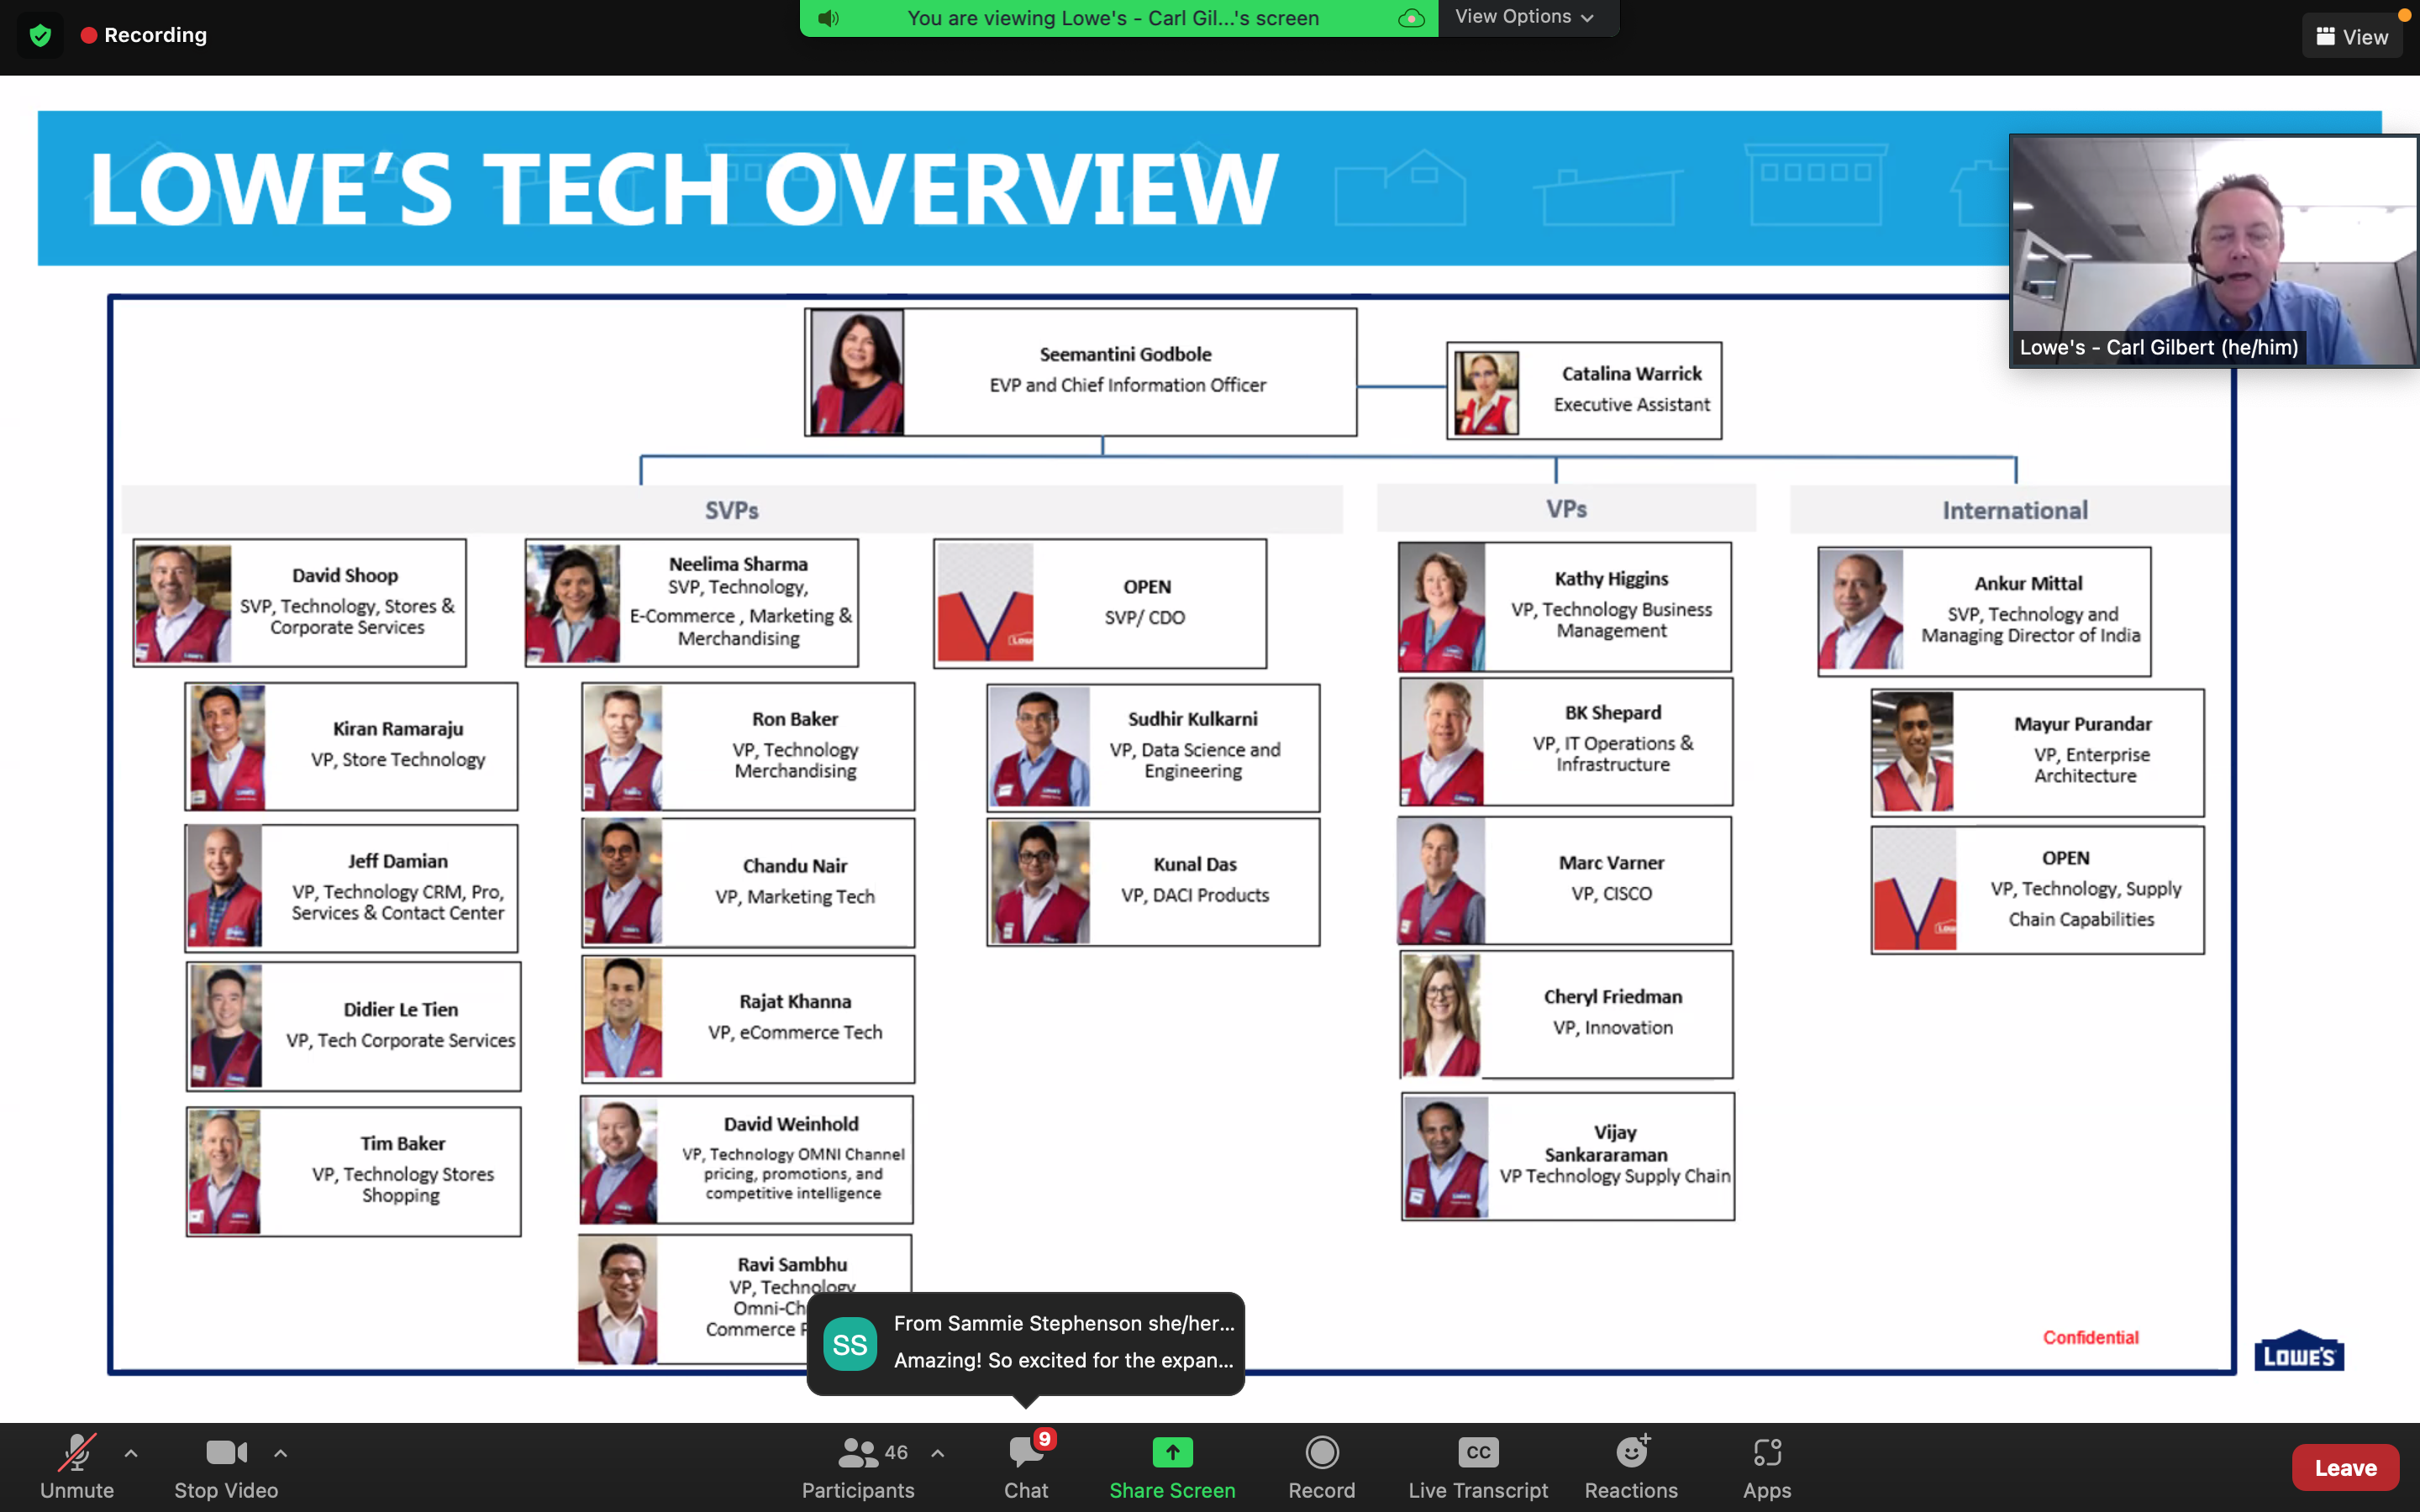 Recording
You are viewing Lowe's - Carl Gil...'s screen
View Options
View
LOWE'S TECH OVERVIEW
Lowe's - Carl Gilbert (he/him)
Seemantini Godbole
EVP and Chief Information Officer
Catalina Warrick
Executive Assistant
SVPs
VPs
International
David Shoop
SVP, Technology, Stores &
Corporate Services
Neelima Sharma
SVP, Technology,
E-Commerce , Marketing &
Merchandising
OPEN
SVP/ CDO
Kathy Higgins
VP, Technology Business
Management
Ankur Mittal
SVP, Technology and
Managing Director of India
Kiran Ramaraju
VP, Store Technology
Ron Baker
VP, Technology
Merchandising
Sudhir Kulkarni
VP, Data Science and
Engineering
BK Shepard
VP, IT Operations &
Infrastructure
Mayur Purandar
VP, Enterprise
Architecture
Jeff Damian
VP, Technology CRM, Pro,
Services & Contact Center
Chandu Nair
VP, Marketing Tech
Kunal Das
VP, DACI Products
Marc Varner
VP, CISCO
OPEN
VP, Technology, Supply
Chain Capabilities
Didier Le Tien
VP, Tech Corporate Services
Rajat Khanna
VP, eCommerce Tech
Cheryl Friedman
VP, Innovation
Tim Baker
VP, Technology Stores
Shopping
David Weinhold
VP, Technology OMNI Channel
pricing, promotions, and
competitive intelligence
Vijay
Sankararaman
VP Technology Supply Chain
Ravi Sambhu
VP, Technology
Omni-Ch
Commerce
SS
From Sammie Stephenson she/her...
Amazing! So excited for the expan...
Confidential
LOWE'S
Unmute
Stop Video
46
Participants
9
Chat
Share Screen
Record
CC
Live Transcript
Reactions
Apps
Leave